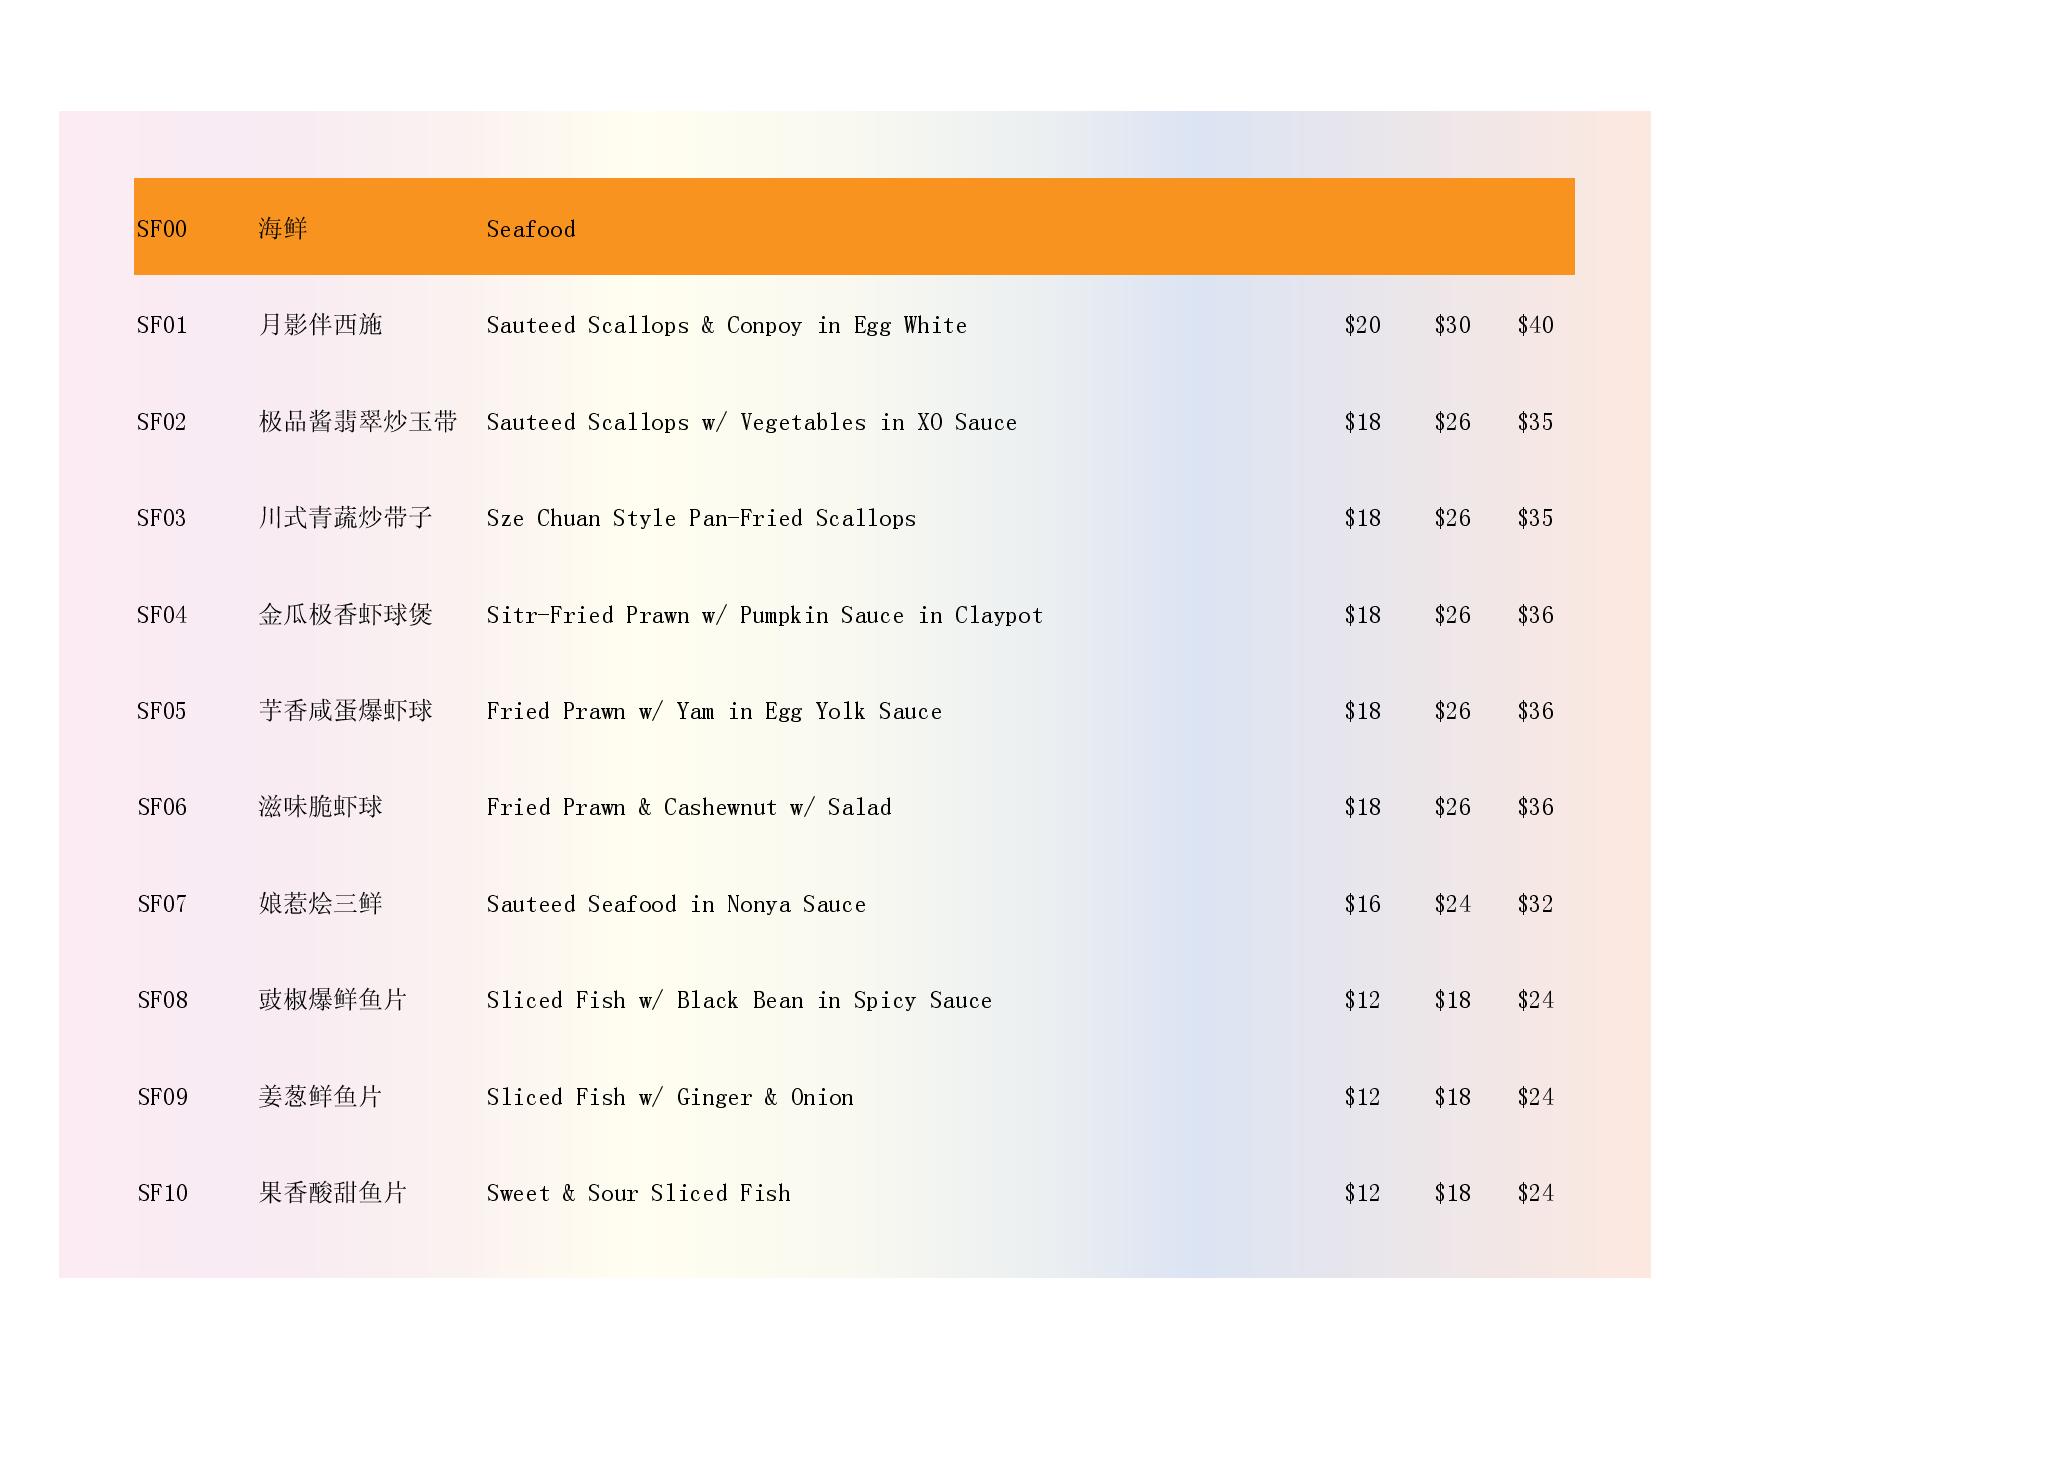 SF00 海鲜 Seafood
SF01 月影伴西施 Sauteed Scallops & Conpoy in Egg White $20 $30 $40
SF02 极品酱翡翠炒玉带 Sauteed Scallops w/ Vegetables in XO Sauce $18 $26 $35
SF03 川式青蔬炒带子 Sze Chuan Style Pan-Fried Scallops $18 $26 $35
SF04 金瓜极香虾球煲 Sitr-Fried Prawn w/ Pumpkin Sauce in Claypot $18 $26 $36
SF05 芋香咸蛋爆虾球 Fried Prawn w/ Yam in Egg Yolk Sauce $18 $26 $36
SF06 滋味脆虾球 Fried Prawn & Cashewnut w/ Salad $18 $26 $36
SF07 娘惹烩三鲜 Sauteed Seafood in Nonya Sauce $16 $24 $32
SF08 豉椒爆鲜鱼片 Sliced Fish w/ Black Bean in Spicy Sauce $12 $18 $24
SF09 姜葱鲜鱼片 Sliced Fish w/ Ginger & Onion $12 $18 $24
SF10 果香酸甜鱼片 Sweet & Sour Sliced Fish $12 $18 $24